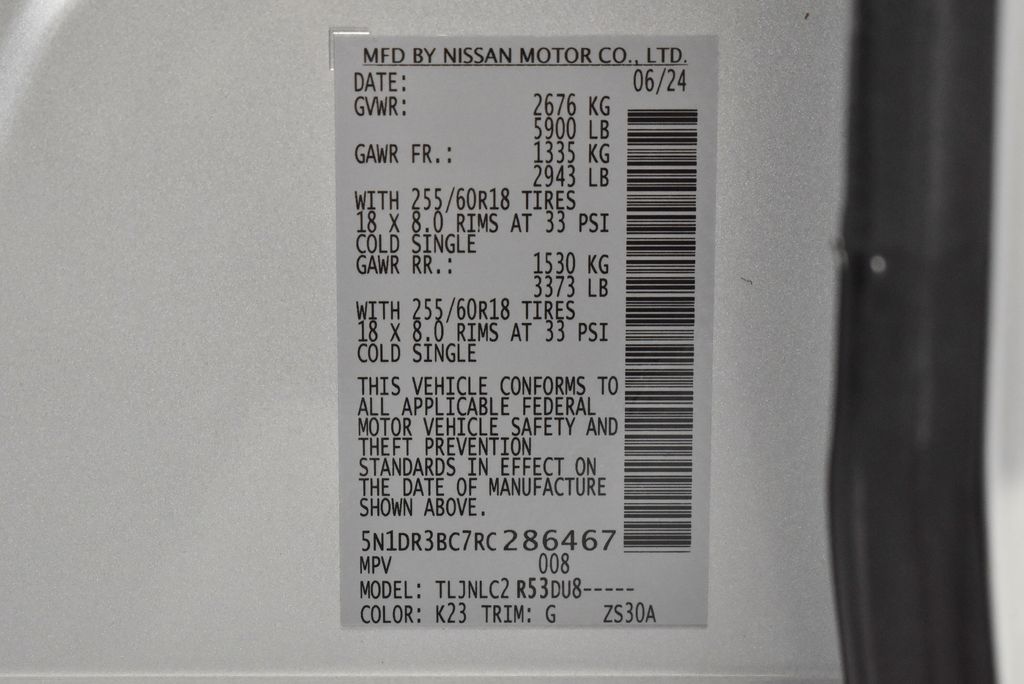 MFD BY NISSAN MOTOR CO., LTD.
DATE: 06/24
GVWR: 2676 KG
5900 LB
GAWR FR.: 1335 KG
2943 LB
WITH 255/60R18 TIRES
18 X 8.0 RIMS AT 33 PSI
COLD SINGLE
GAWR RR.: 1530 KG
3373 LB
WITH 255/60R18 TIRES
18 X 8.0 RIMS AT 33 PSI
COLD SINGLE
THIS VEHICLE CONFORMS TO
ALL APPLICABLE FEDERAL
MOTOR VEHICLE SAFETY AND
THEFT PREVENTION
STANDARDS IN EFFECT ON
THE DATE OF MANUFACTURE
SHOWN ABOVE.
5N1DR3BC7RC286467
MPV 008
MODEL: TLJNLC2 R53DU8-----
COLOR: K23 TRIM: G ZS30A